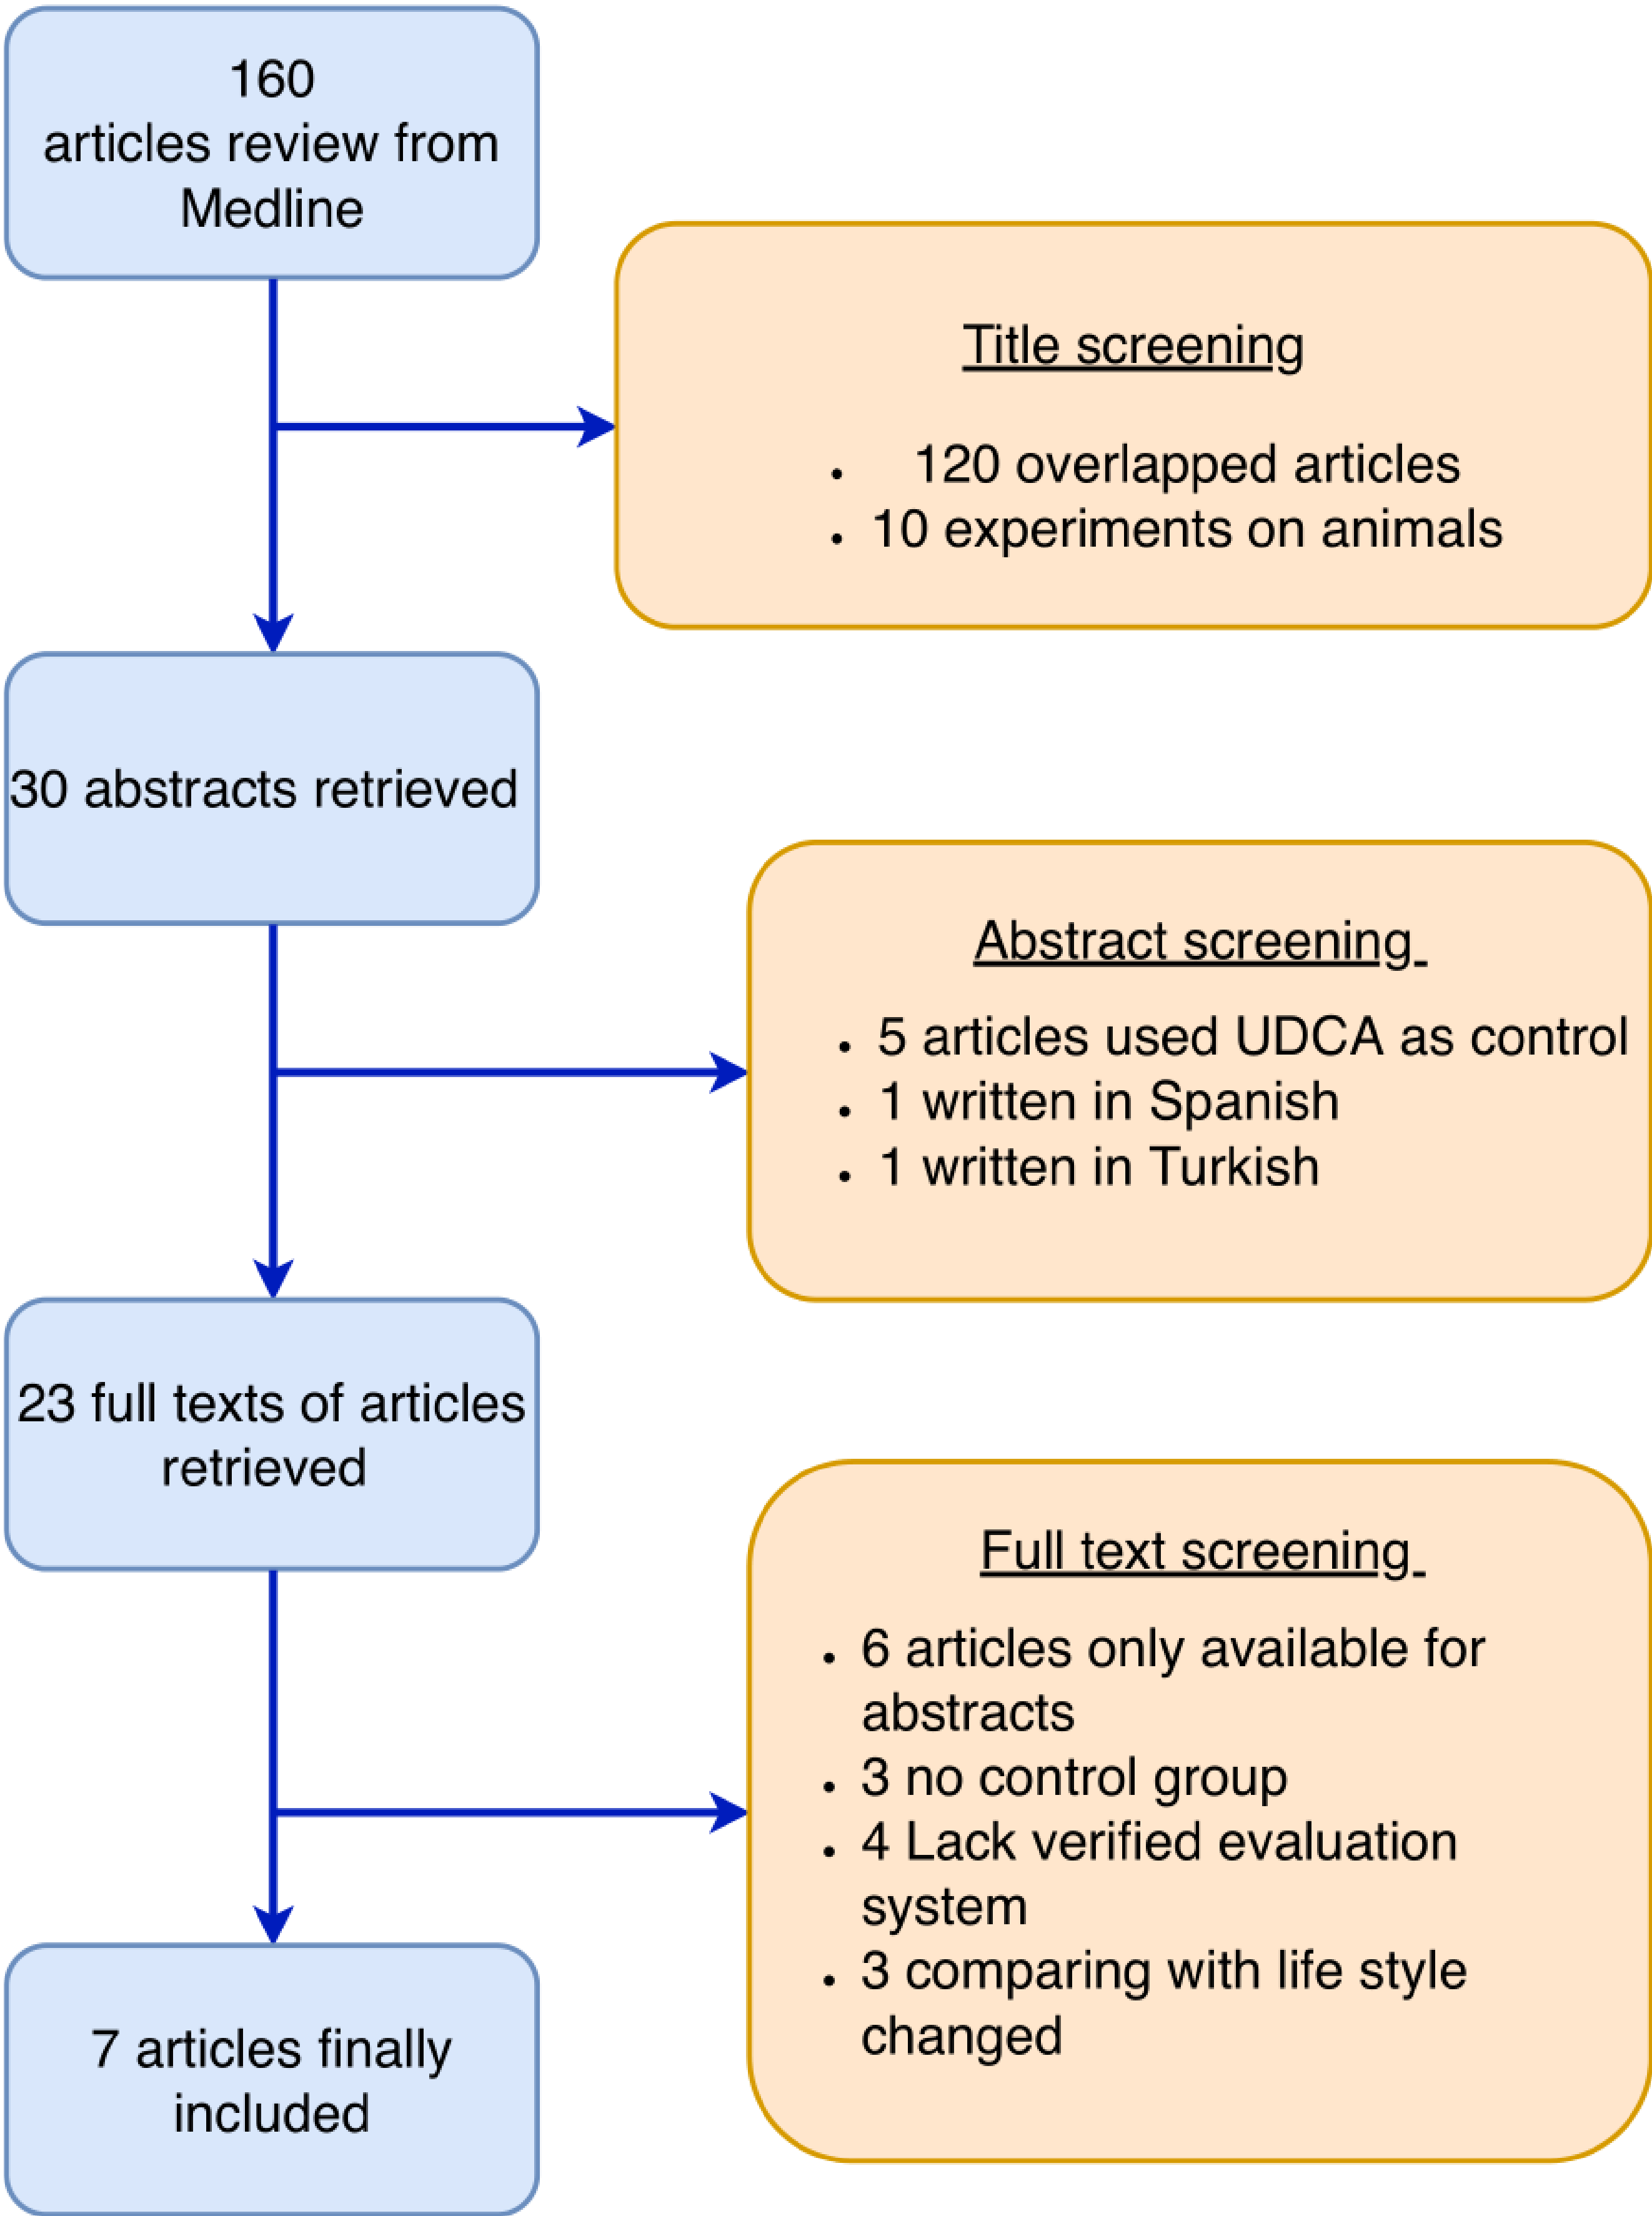 160
articles review from
Medline
Title screening
• 120 overlapped articles
• 10 experiments on animals
30 abstracts retrieved
Abstract screening
• 5 articles used UDCA as control
• 1 written in Spanish
• 1 written in Turkish
23 full texts of articles
retrieved
Full text screening
• 6 articles only available for
abstracts
• 3 no control group
• 4 Lack verified evaluation
system
• 3 comparing with life style
changed
7 articles finally
included